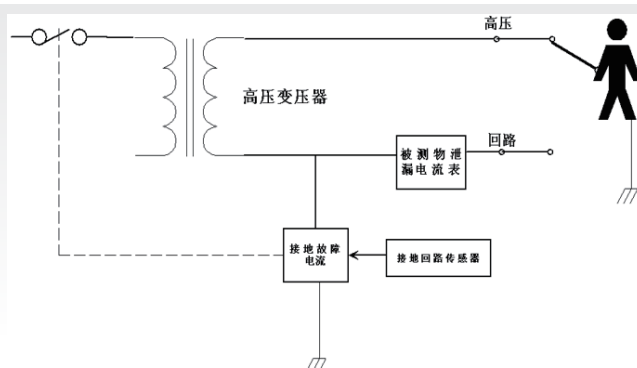 高压
高压变压器
回路
被测物泄
漏电流表
接地故障
电流
接地回路传感器